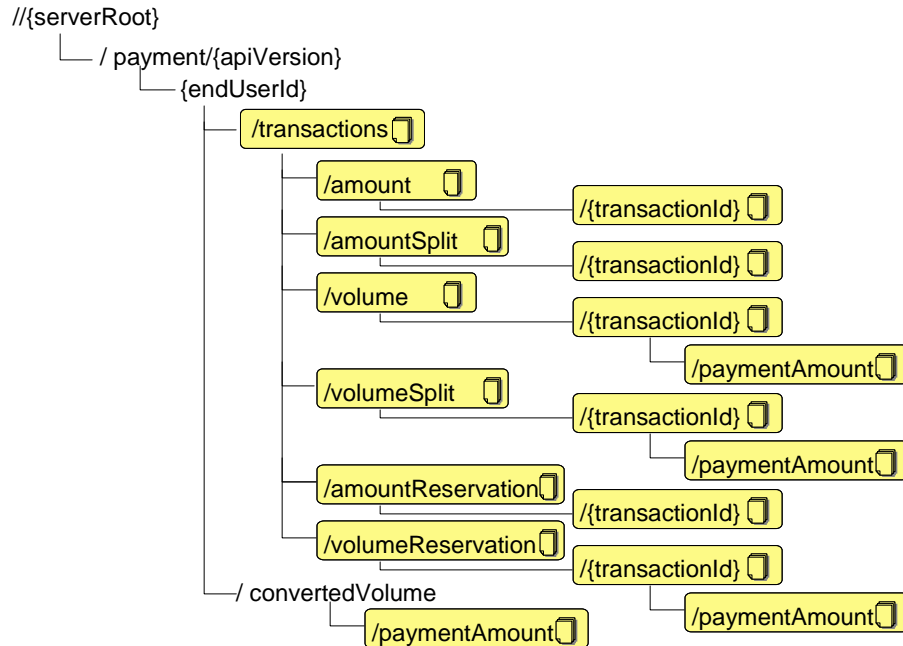 //{serverRoot}
/ payment/{apiVersion}
{endUserId}
/transactions
/amount
/{transactionId}
/amountSplit
/{transactionId}
/volume
/{transactionId}
/paymentAmount
/volumeSplit
/{transactionId}
/paymentAmount
/amountReservation
/{transactionId}
/volumeReservation
/{transactionId}
/paymentAmount
/ convertedVolume
/paymentAmount